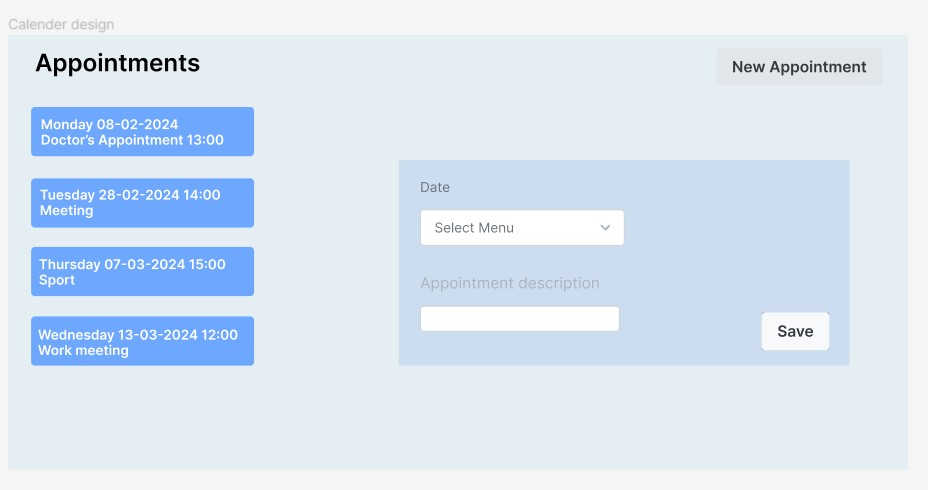 Calender design
Appointments
New Appointment
Monday 08-02-2024
Doctor's Appointment 13:00
Tuesday 28-02-2024 14:00
Meeting
Thursday 07-03-2024 15:00
Sport
Wednesday 13-03-2024 12:00
Work meeting
Date
Select Menu
Appointment description
Save